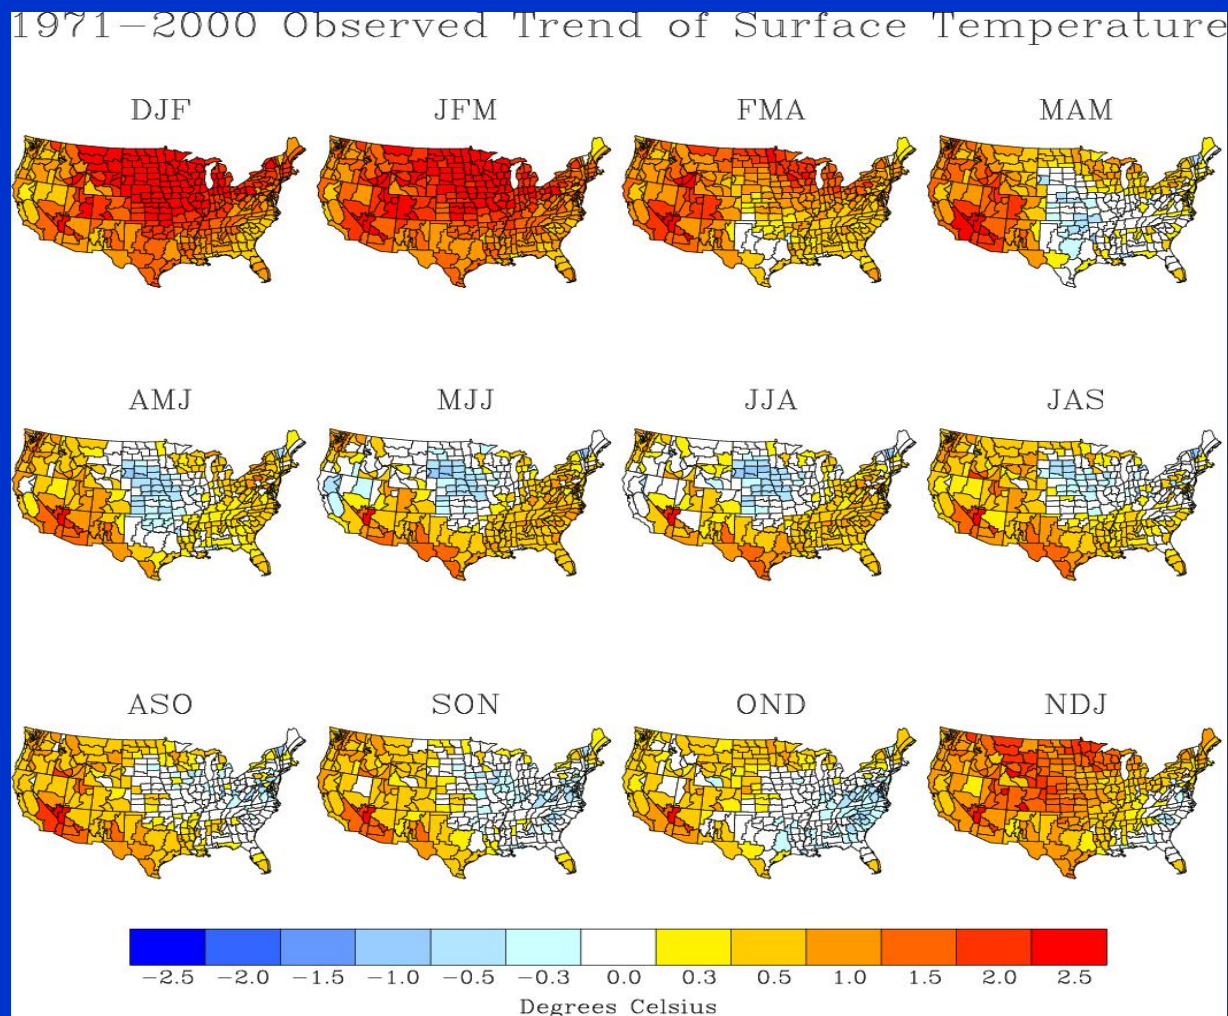 1971−2000 Observed Trend of Surface Temperature
DJF JFM FMA MAM
AMJ MJJ JJA JAS
ASO SON OND NDJ
−2.5 −2.0 −1.5 −1.0 −0.5 −0.3 0.0 0.3 0.5 1.0 1.5 2.0 2.5
Degrees Celsius